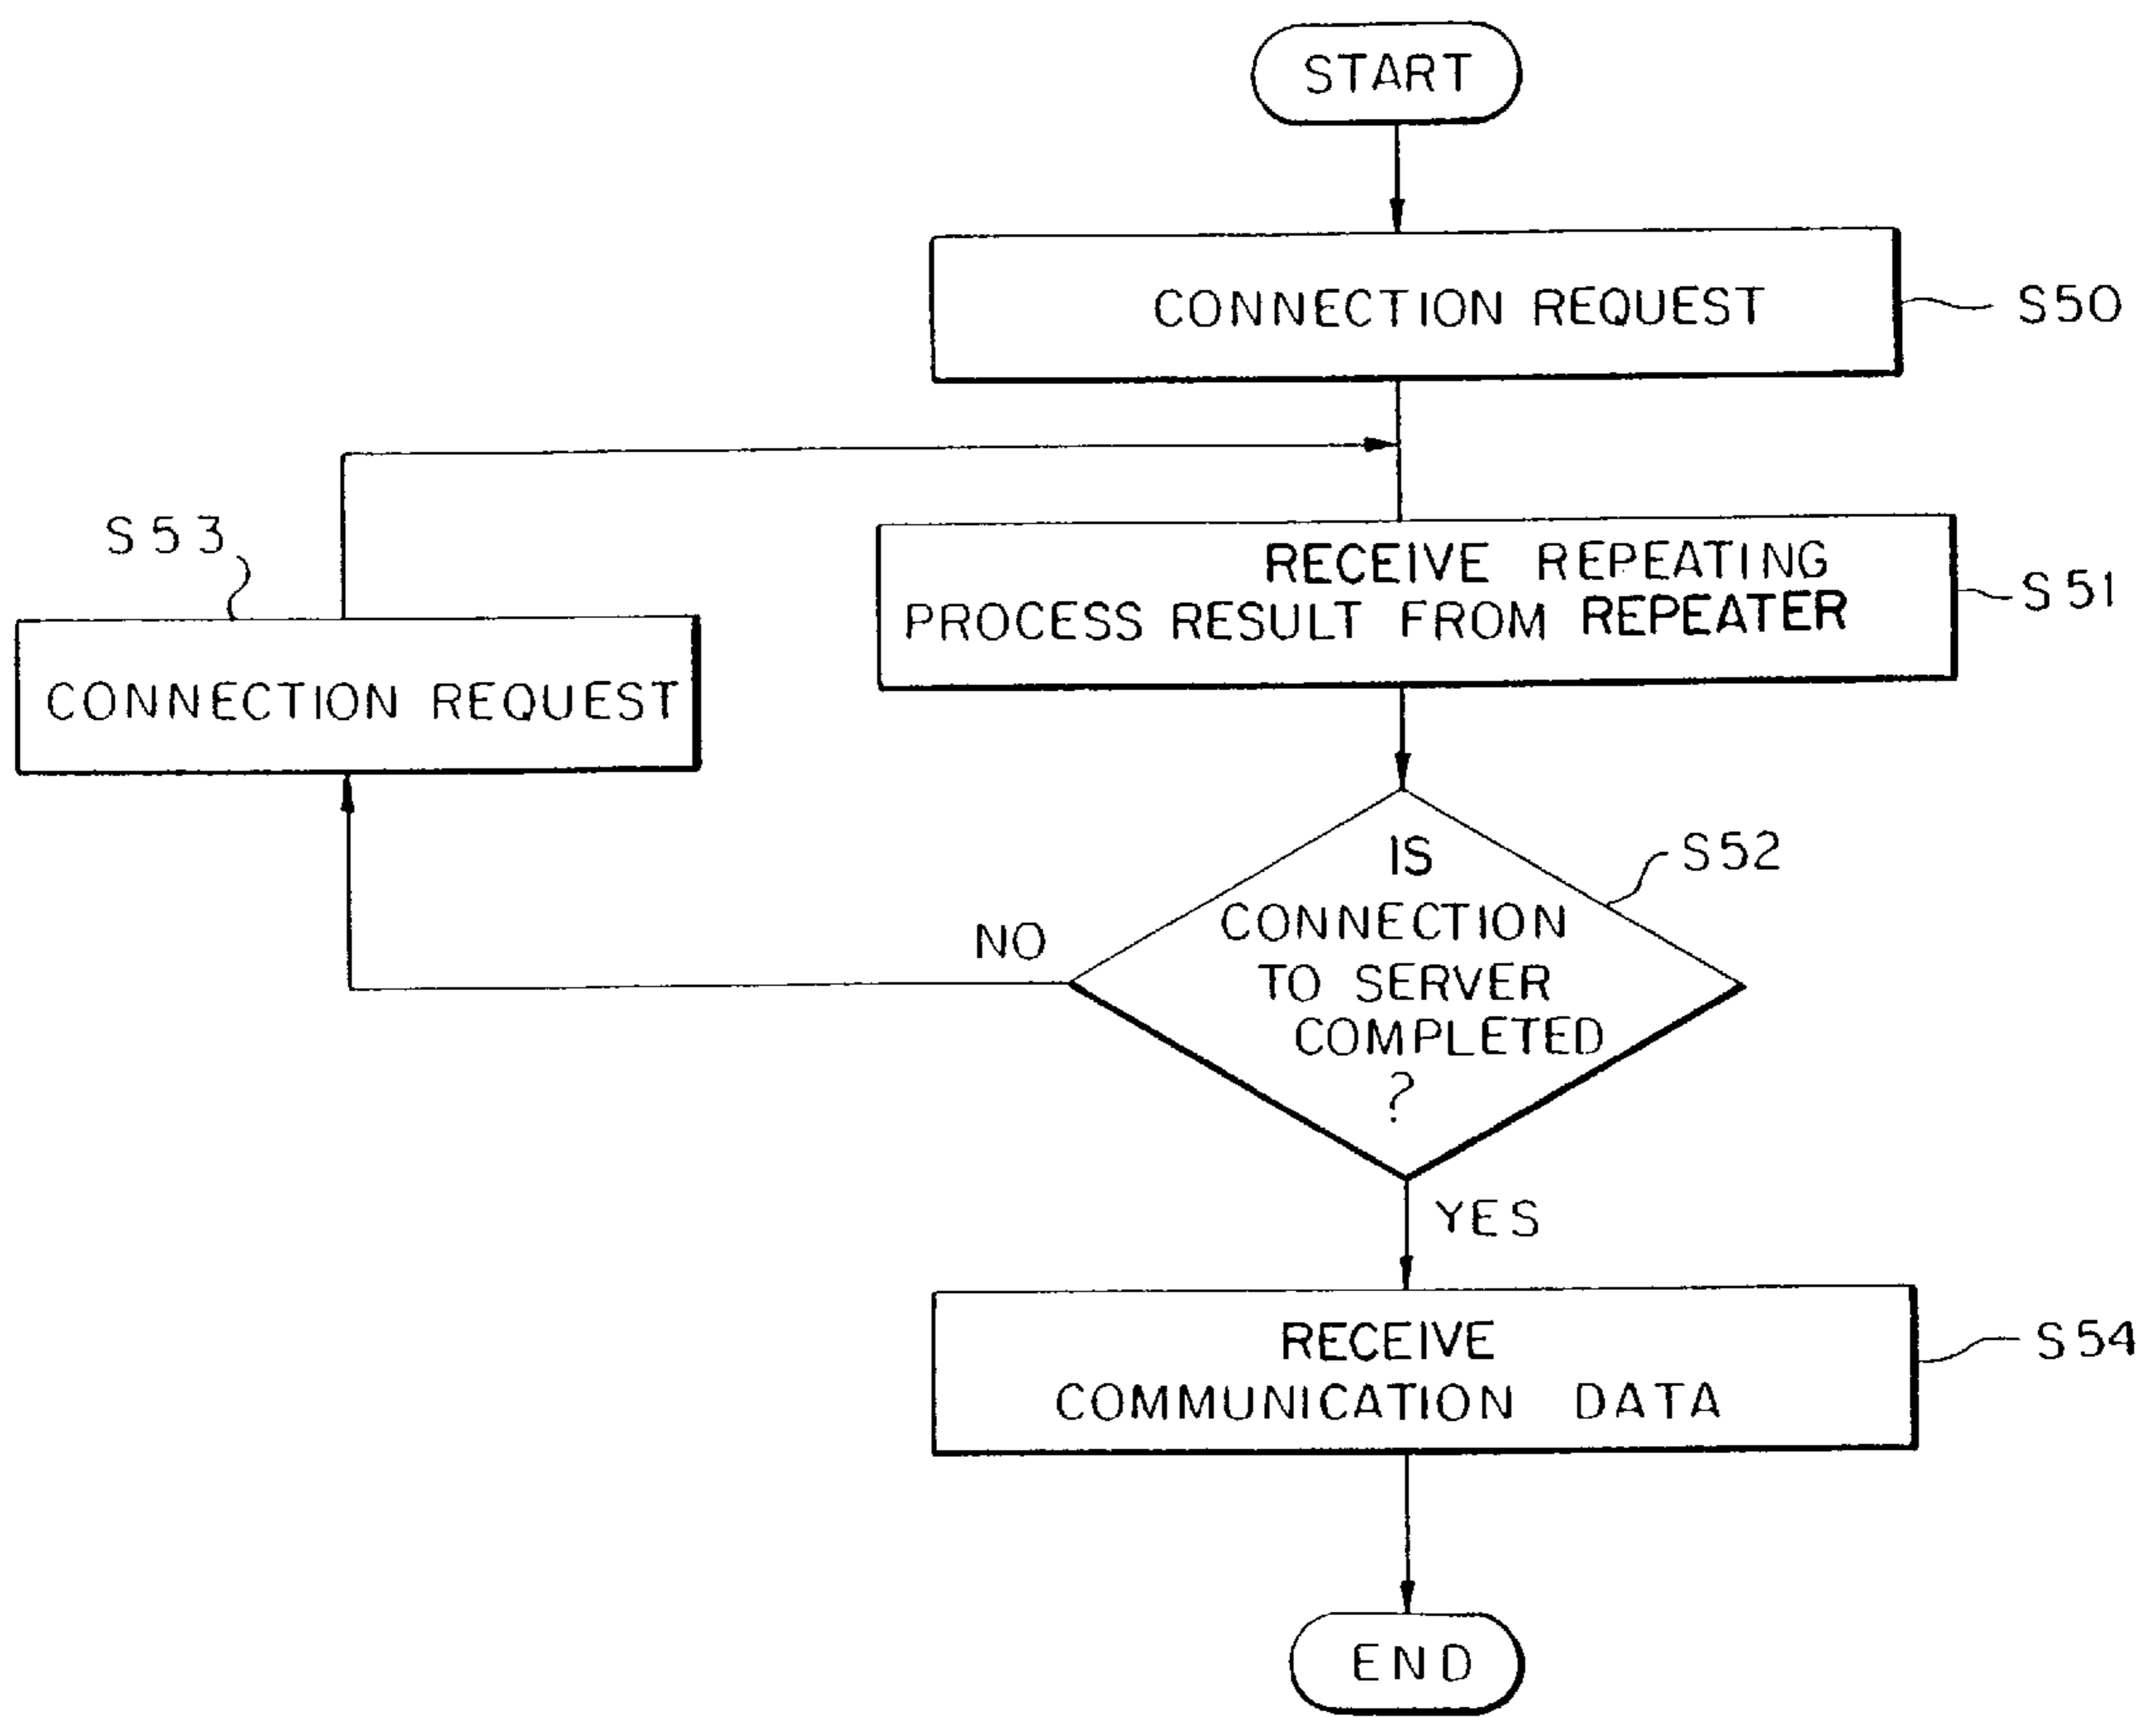 START
CONNECTION REQUEST
S50
S53
RECEIVE REPEATING
PROCESS RESULT FROM REPEATER
S51
CONNECTION REQUEST
IS
CONNECTION
TO SERVER
COMPLETED
?
S52
NO
YES
RECEIVE
COMMUNICATION DATA
S54
END